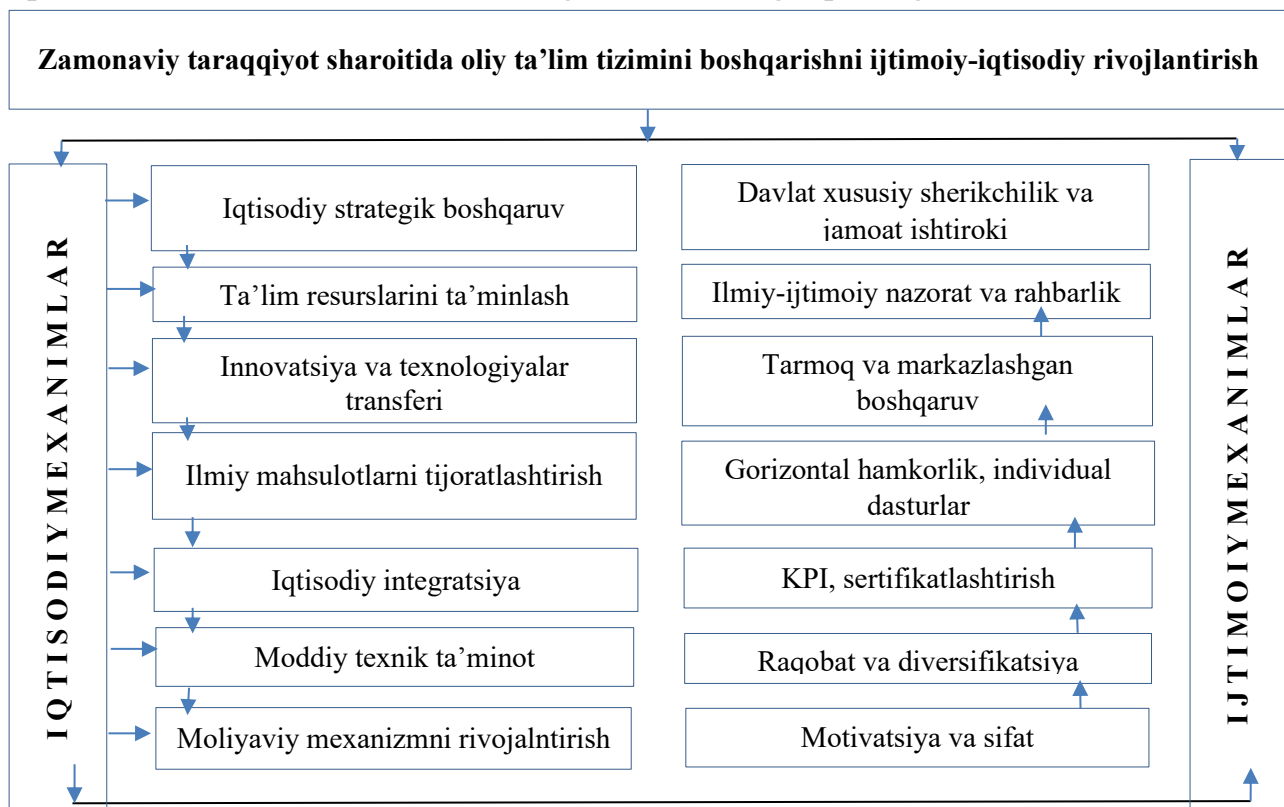 Zamonaviy taraqqiyot sharoitida oliy ta’lim tizimini boshqarishni ijtimoiy-iqtisodiy rivojlantirish
I Q T I S O D I Y M E X A N I M L A R
Iqtisodiy strategik boshqaruv
Ta’lim resurslarini ta’minlash
Innovatsiya va texnologiyalar
transferi
Ilmiy mahsulotlarni tijoratlashtirish
Iqtisodiy integratsiya
Moddiy texnik ta’minot
Moliyaviy mexanizmni rivojalntirish
Davlat xususiy sherikchilik va
jamoat ishtiroki
Ilmiy-ijtimoiy nazorat va rahbarlik
Tarmoq va markazlashgan
boshqaruv
Gorizontal hamkorlik, individual
dasturlar
KPI, sertifikatlashtirish
Raqobat va diversifikatsiya
Motivatsiya va sifat
I J T I M O I Y M E X A N I M L A R